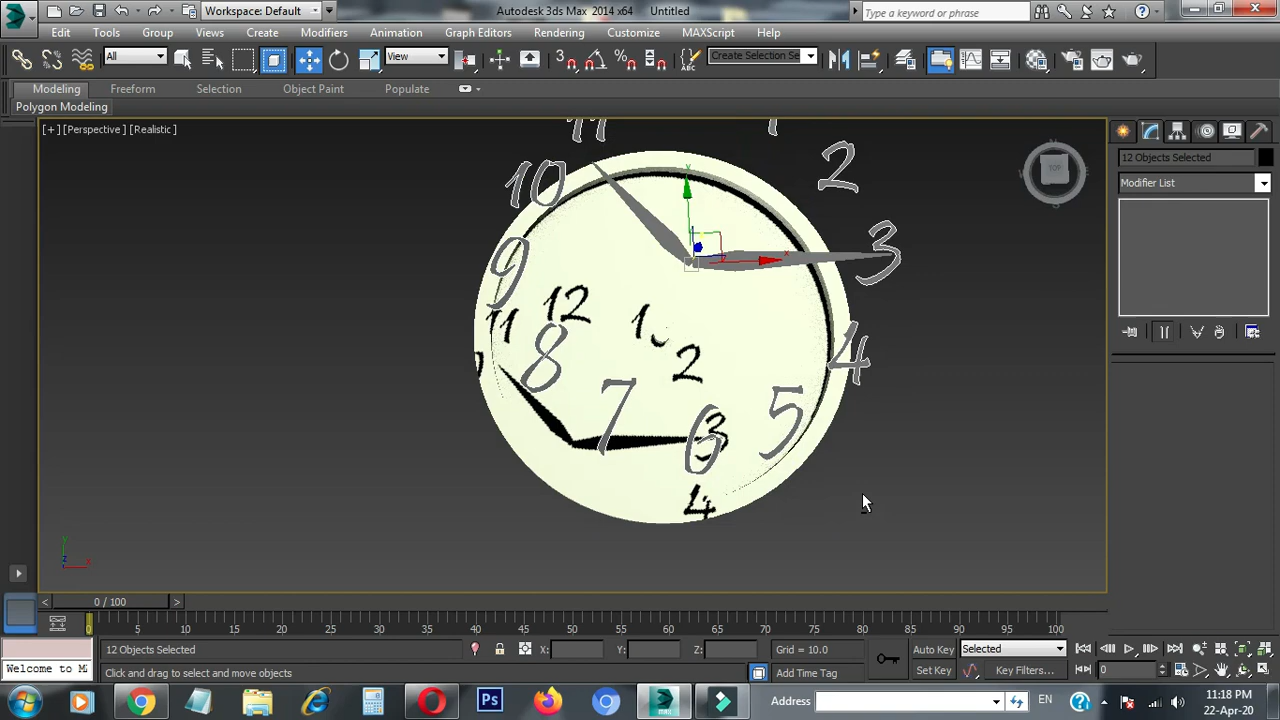 Workspace: Default
Autodesk 3ds Max 2014 x64 Untitled
Type a keyword or phrase
Edit Tools Group Views Create Modifiers Animation Graph Editors Rendering Customize MAXScript Help
All
View
Create Selection Se
Modeling Freeform Selection Object Paint Populate
Polygon Modeling
[+] [Perspective] [Realistic]
12 Objects Selected
Modifier List
TOP
11 1
10 2
9 3
11 12 1
8 2 4
7 6 3 5
4
y
x
z
y
x
0 / 100
0 5 10 15 20 25 30 35 40 45 50 55 60 65 70 75 80 85 90 95 100
12 Objects Selected X: Y: Z: Grid = 10.0 Auto Key Selected
Welcome to M Click and drag to select and move objects Add Time Tag Set Key Key Filters... 0
Ps Address EN 11:18 PM
22-Apr-20